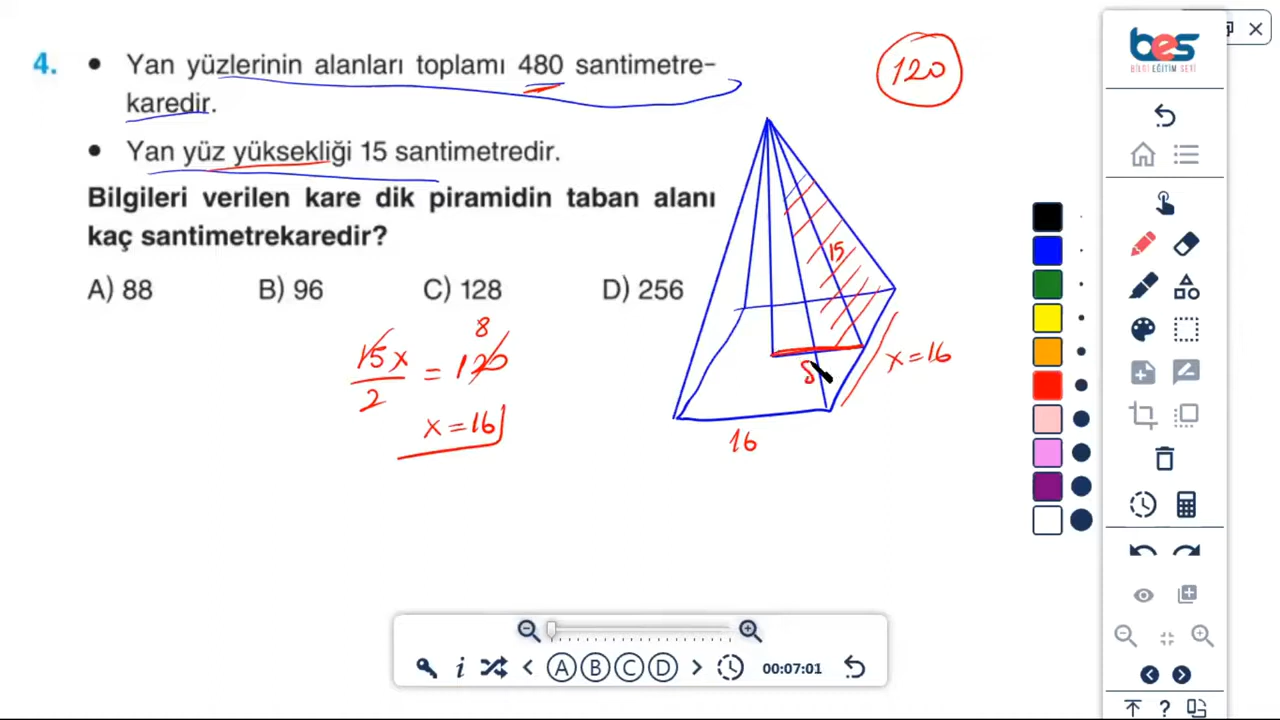 4. • Yan yüzlerinin alanları toplamı 480 santimetre-
karedir.
• Yan yüz yüksekliği 15 santimetredir.
Bilgileri verilen kare dik piramidin taban alanı
kaç santimetrekaredir?
A) 88 B) 96 C) 128 D) 256
120
15
8
x=16
16
8
15x/2 = 120
x=16
bes
BİLGİ EĞİTİM SETİ
i A B C D 00:07:01
?